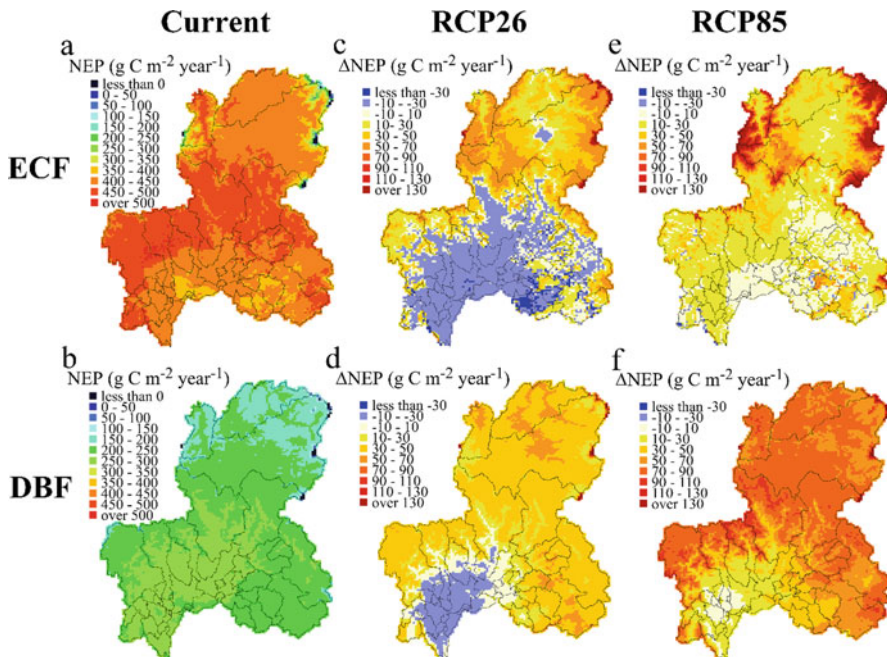 Current RCP26 RCP85
a
NEP (g C m-2 year-1)
less than 0
0 - 50
50 - 100
100 - 150
150 - 200
200 - 250
250 - 300
300 - 350
350 - 400
400 - 450
450 - 500
over 500
c
ΔNEP (g C m-2 year-1)
less than -30
-10 - -30
-10 - 10
10 - 30
30 - 50
50 - 70
70 - 90
90 - 110
110 - 130
over 130
e
ΔNEP (g C m-2 year-1)
less than -30
-10 - -30
-10 - 10
10 - 30
30 - 50
50 - 70
70 - 90
90 - 110
110 - 130
over 130
ECF
b
NEP (g C m-2 year-1)
less than 0
0 - 50
50 - 100
100 - 150
150 - 200
200 - 250
250 - 300
300 - 350
350 - 400
400 - 450
450 - 500
over 500
d
ΔNEP (g C m-2 year-1)
less than -30
-10 - -30
-10 - 10
10 - 30
30 - 50
50 - 70
70 - 90
90 - 110
110 - 130
over 130
f
ΔNEP (g C m-2 year-1)
less than -30
-10 - -30
-10 - 10
10 - 30
30 - 50
50 - 70
70 - 90
90 - 110
110 - 130
over 130
DBF